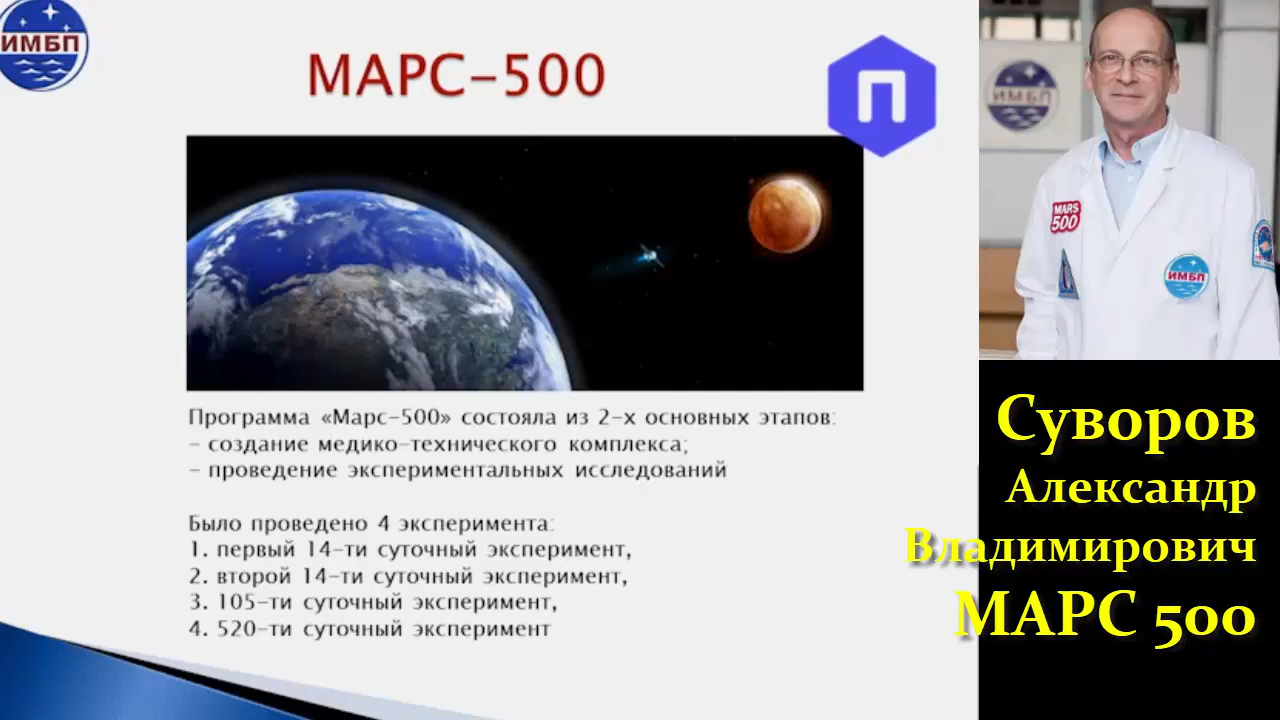 ИМБП
МАРС-500
П
Программа «Марс-500» состояла из 2-х основных этапов:
- создание медико-технического комплекса;
- проведение экспериментальных исследований
Было проведено 4 эксперимента:
1. первый 14-ти суточный эксперимент,
2. второй 14-ти суточный эксперимент,
3. 105-ти суточный эксперимент,
4. 520-ти суточный эксперимент
ИМБП
MARS
500
ИМБП
Суворов
Александр
Владимирович
МАРС 500